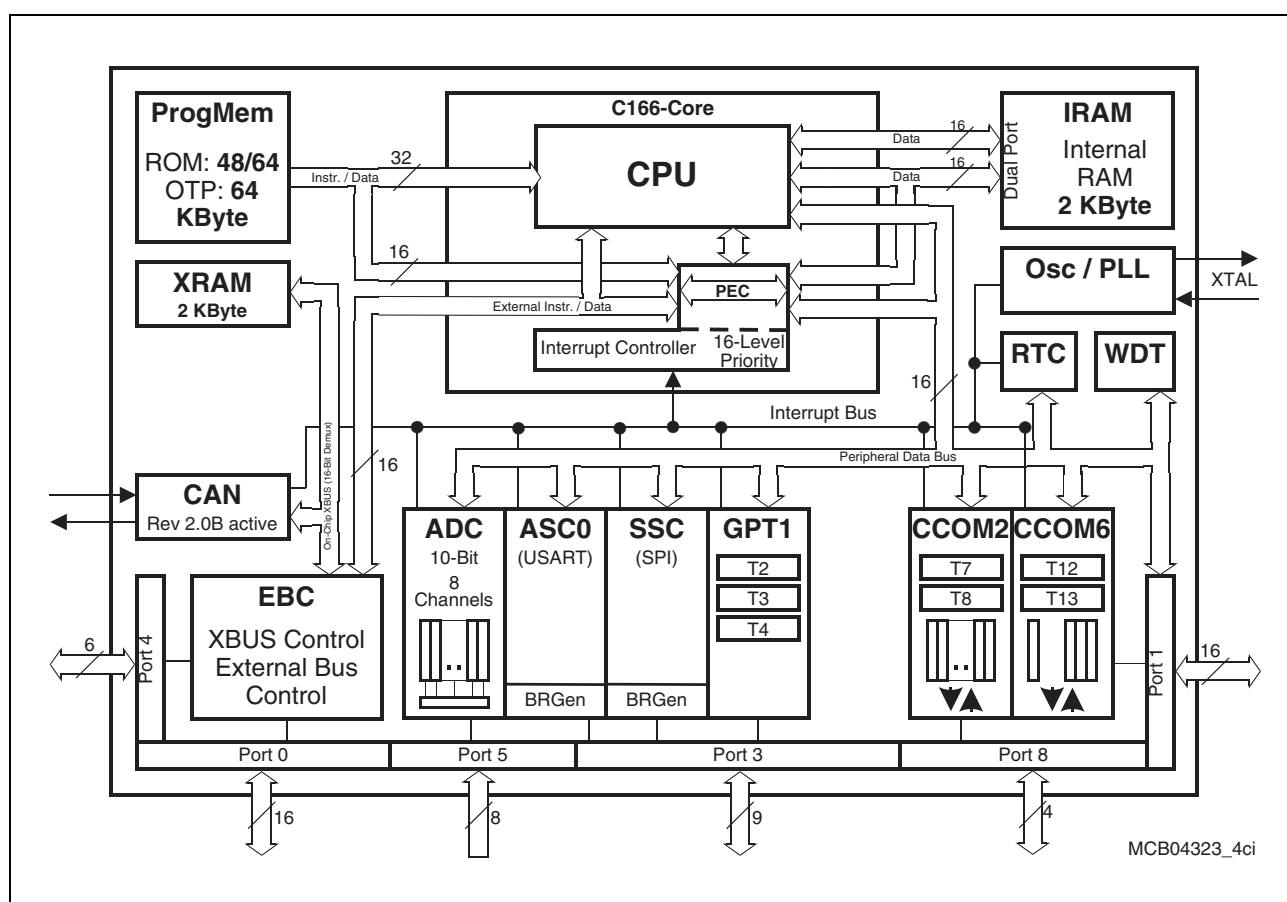 C166-Core
ProgMem
ROM: 48/64
OTP: 64
KByte
32
Instr. / Data
CPU
16
Data
16
Data
Dual Port
IRAM
Internal
RAM
2 KByte
XRAM
2 KByte
16
External Instr. / Data
PEC
Interrupt Controller
16-Level
Priority
Osc / PLL
XTAL
RTC
WDT
16
Interrupt Bus
Peripheral Data Bus
On-Chip XBUS (16-Bit Demux)
16
CAN
Rev 2.0B active
EBC
XBUS Control
External Bus
Control
ADC
10-Bit
8
Channels
ASC0
(USART)
BRGen
SSC
(SPI)
BRGen
GPT1
T2
T3
T4
CCOM2
T7
T8
CCOM6
T12
T13
6
Port 4
Port 1
16
Port 0
Port 5
Port 3
Port 8
16
8
9
4
MCB04323_4ci